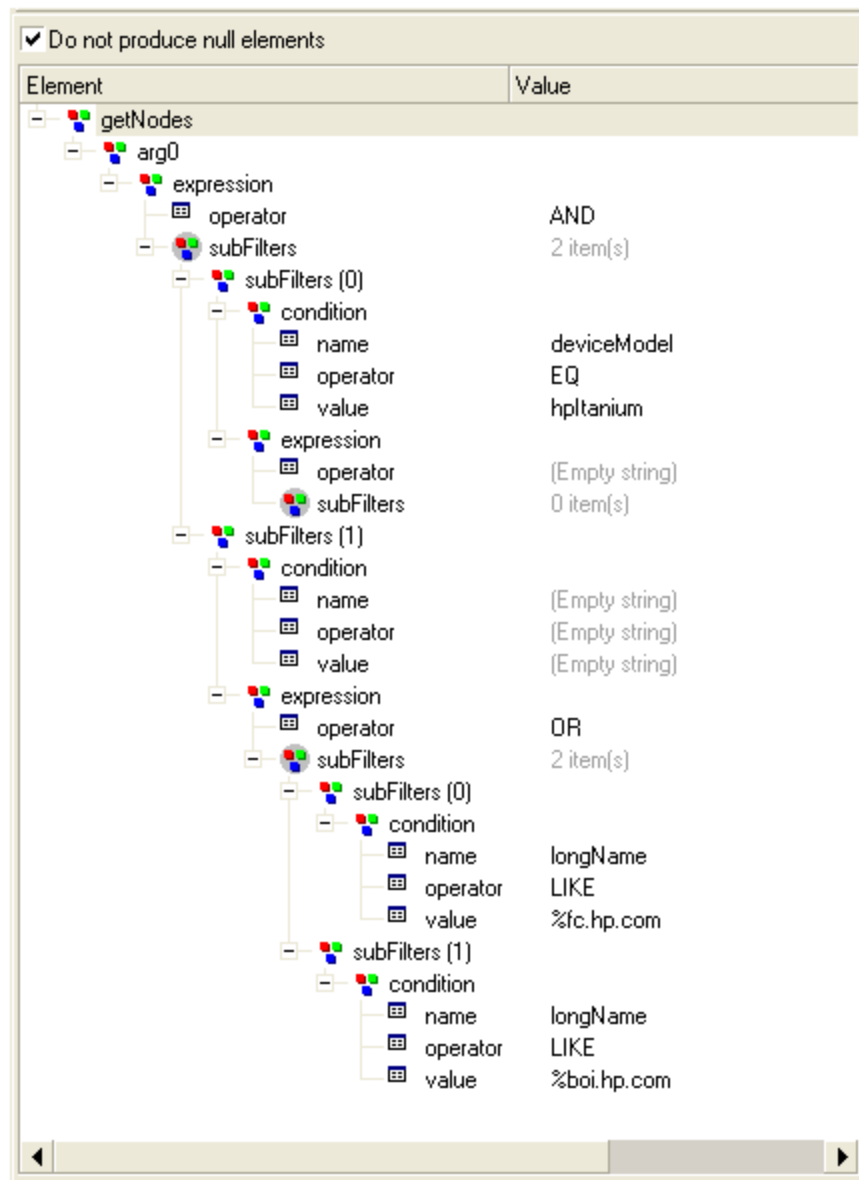 Do not produce null elements
Element Value
getNodes
arg0
expression
operator AND
subFilters 2 item(s)
subFilters (0)
condition
name deviceModel
operator EQ
value hpItanium
expression
operator (Empty string)
subFilters 0 item(s)
subFilters (1)
condition
name (Empty string)
operator (Empty string)
value (Empty string)
expression
operator OR
subFilters 2 item(s)
subFilters (0)
condition
name longName
operator LIKE
value %fc.hp.com
subFilters (1)
condition
name longName
operator LIKE
value %boi.hp.com